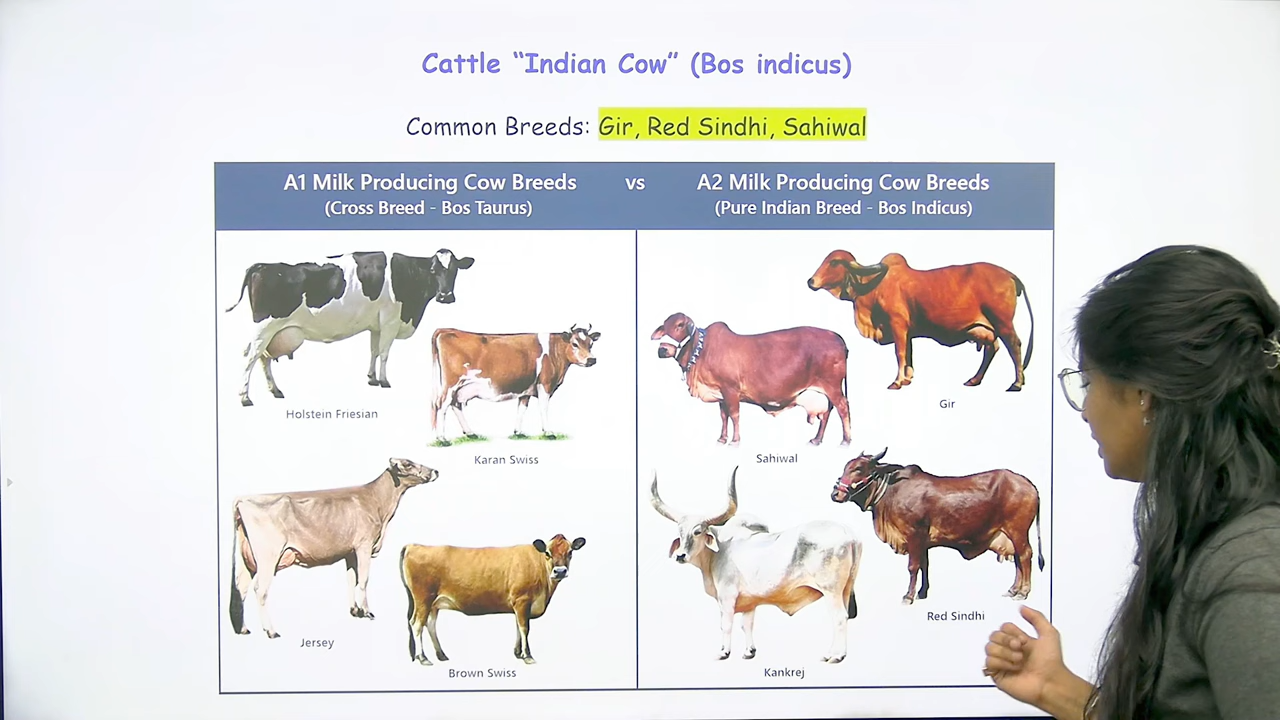 Cattle “Indian Cow” (Bos indicus)
Common Breeds: Gir, Red Sindhi, Sahiwal
A1 Milk Producing Cow Breeds vs A2 Milk Producing Cow Breeds
(Cross Breed - Bos Taurus) (Pure Indian Breed - Bos Indicus)
Holstein Friesian
Karan Swiss
Jersey
Brown Swiss
Gir
Sahiwal
Red Sindhi
Kankrej